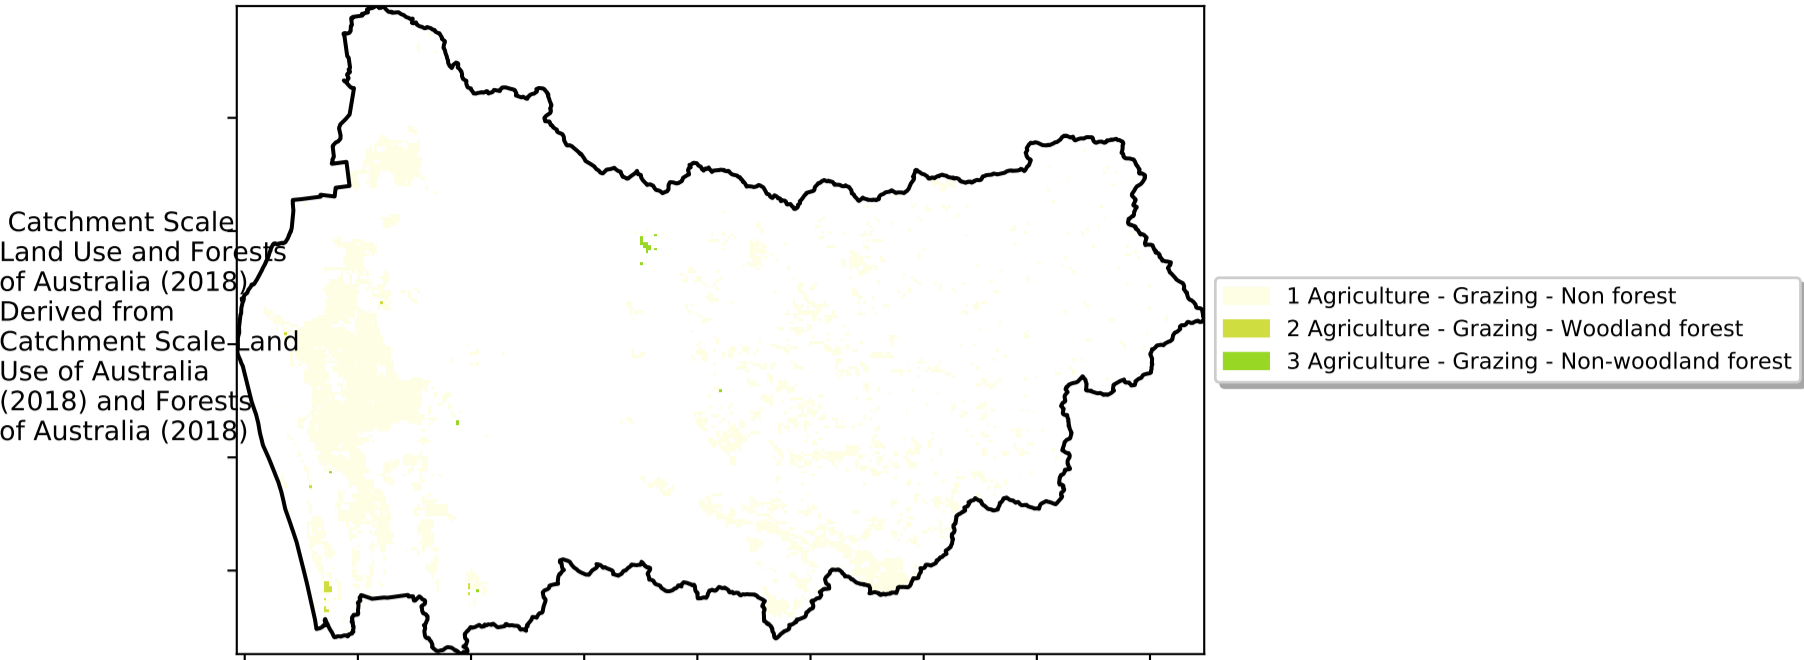 Catchment Scale
Land Use and Forests
of Australia (2018)
Derived from
Catchment Scale Land
Use of Australia
(2018) and Forests
of Australia (2018)
1 Agriculture - Grazing - Non forest
2 Agriculture - Grazing - Woodland forest
3 Agriculture - Grazing - Non-woodland forest